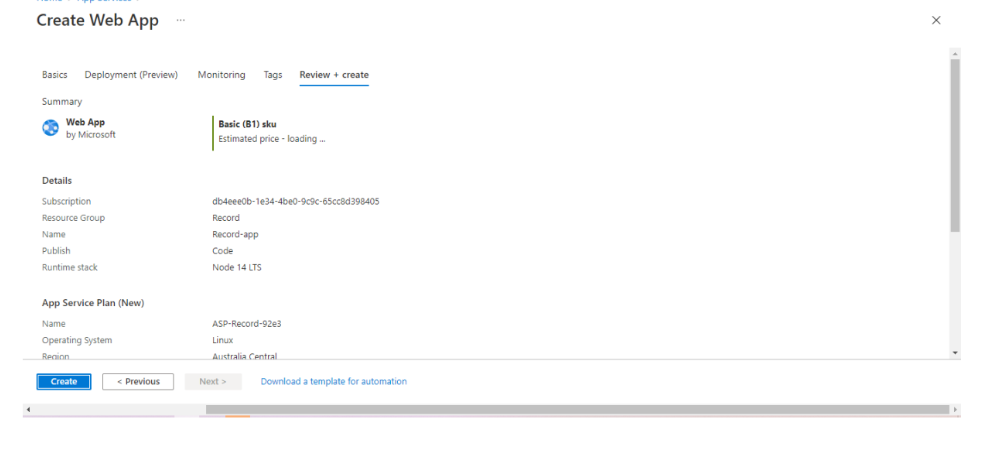 Create Web App ...
Basics Deployment (Preview) Monitoring Tags Review + create
Summary
Web App
by Microsoft
Basic (B1) sku
Estimated price - loading ...
Details
Subscription db4eee0b-1e34-4be0-9c9c-65cc8d398405
Resource Group Record
Name Record-app
Publish Code
Runtime stack Node 14 LTS
App Service Plan (New)
Name ASP-Record-92e3
Operating System Linux
Region Australia Central
Create < Previous Next > Download a template for automation